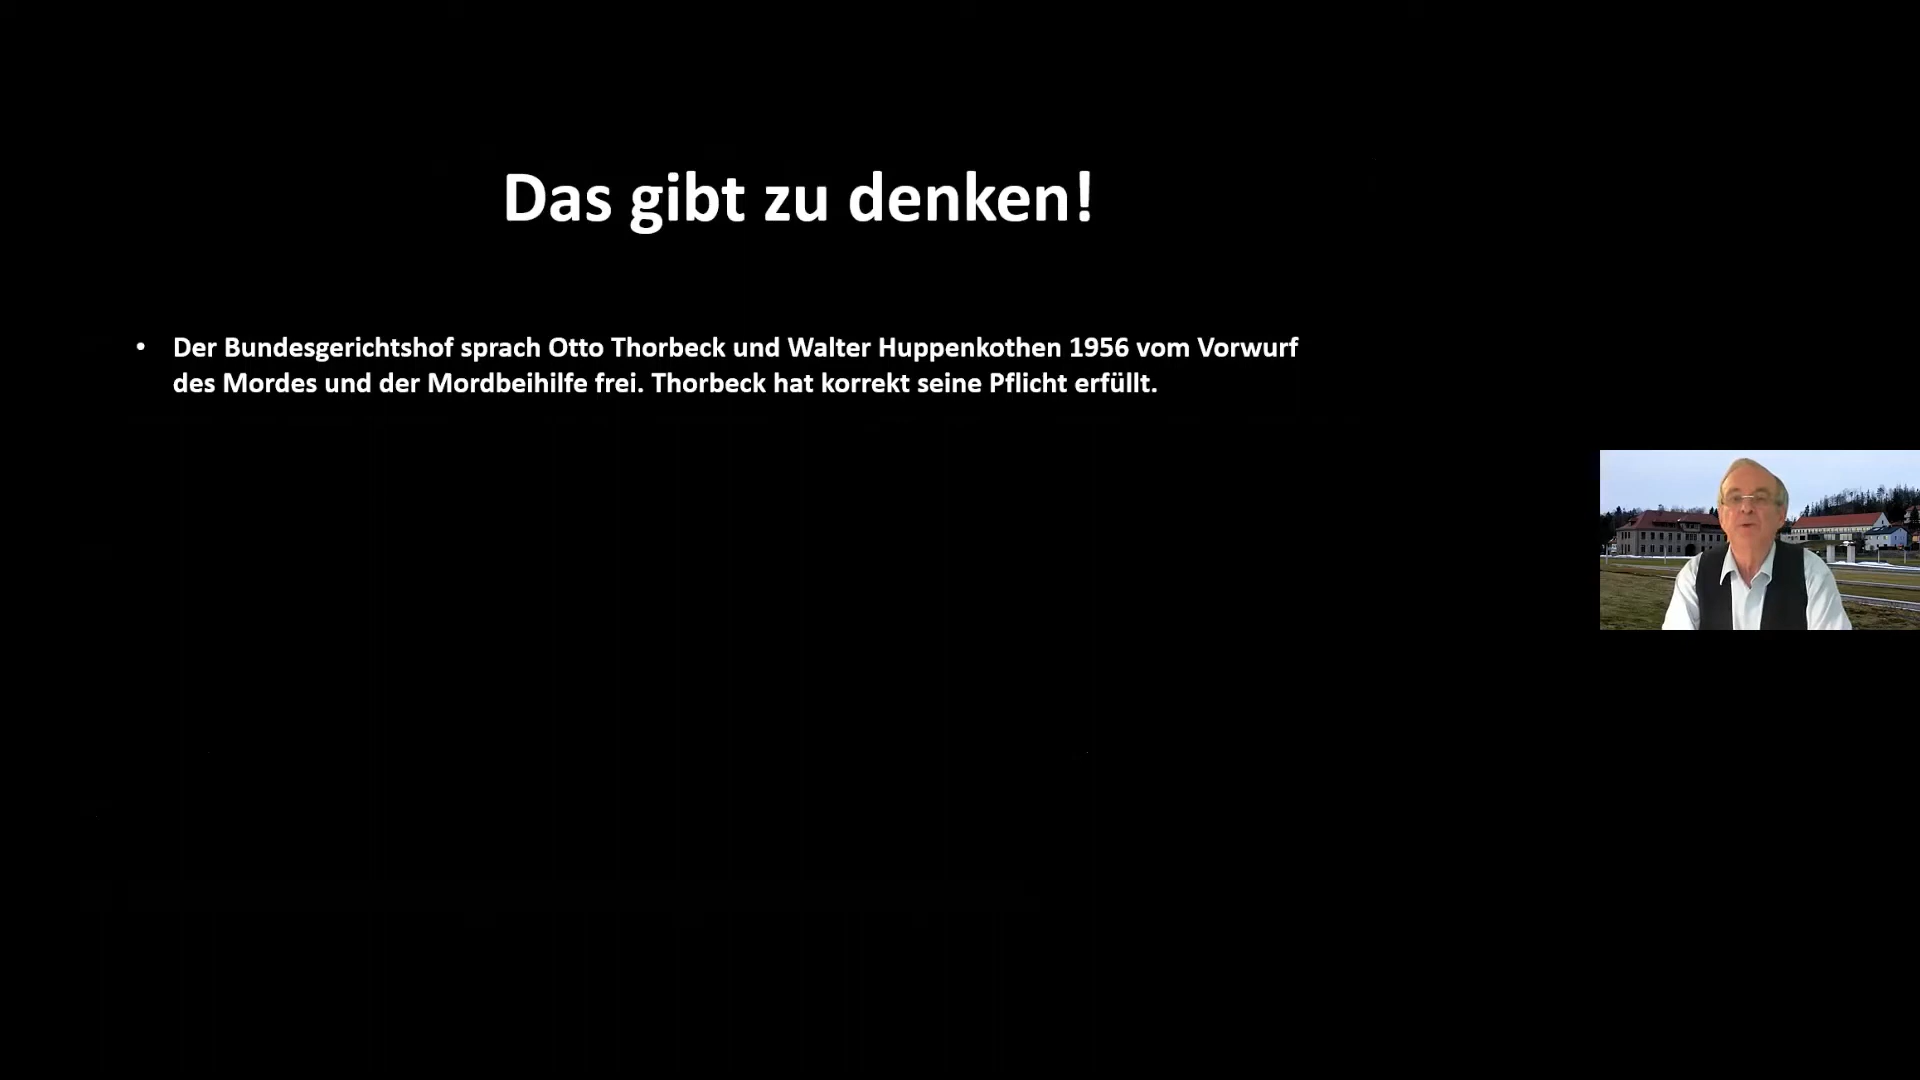 Das gibt zu denken!
• Der Bundesgerichtshof sprach Otto Thorbeck und Walter Huppenkothen 1956 vom Vorwurf
des Mordes und der Mordbeihilfe frei. Thorbeck hat korrekt seine Pflicht erfüllt.